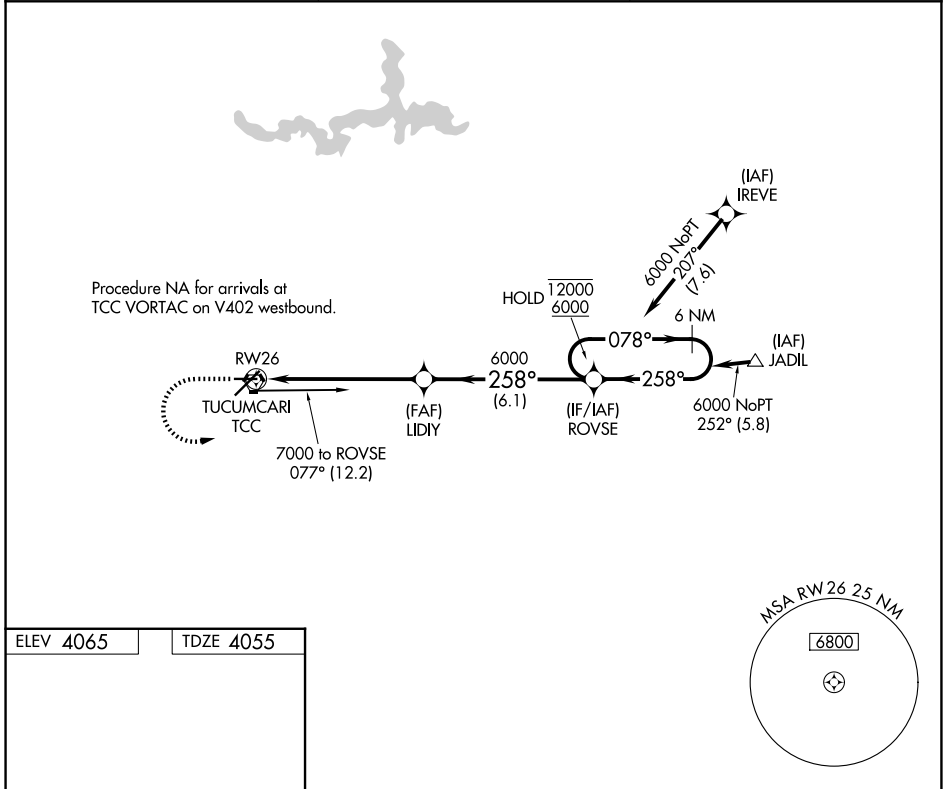 (IAF)
IREVE
6000 NoPT
207°
(7.6)
Procedure NA for arrivals at
TCC VORTAC on V402 westbound.
HOLD
12000
6000
6 NM
078°
(IAF)
JADIL
RW26
6000
258°
(6.1)
258°
TUCUMCARI
TCC
(FAF)
LIDIY
(IF/IAF)
ROVSE
6000 NoPT
252° (5.8)
7000 to ROVSE
077° (12.2)
MSA RW26 25 NM
6800
ELEV 4065
TDZE 4055